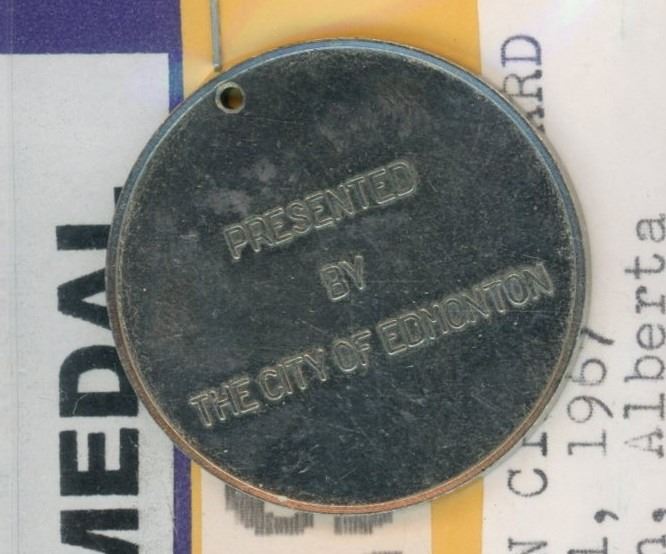 PRESENTED
BY
THE CITY OF EDMONTON
MEDAL
1967
Alberta